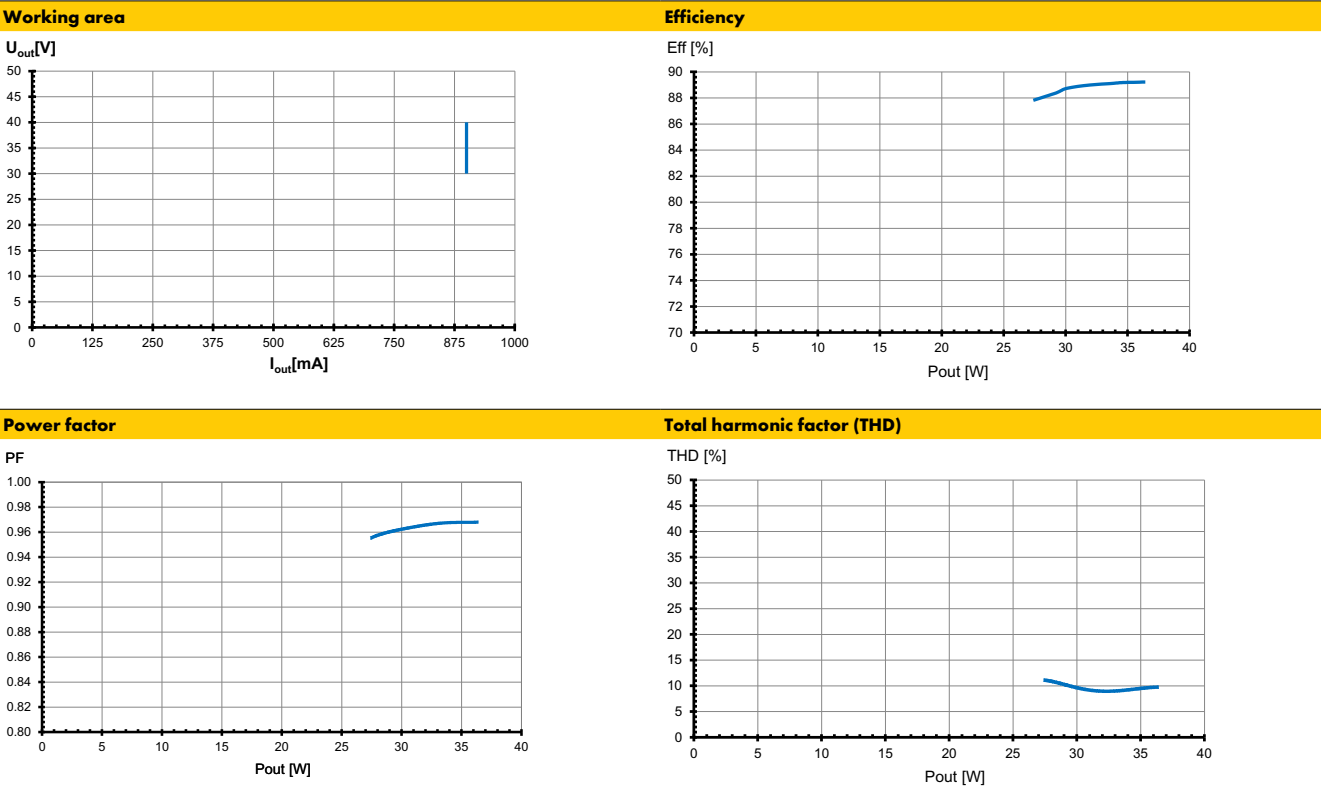 Working area
U_out[V]
50
45
40
35
30
25
20
15
10
5
0
0 125 250 375 500 625 750 875 1000
I_out[mA]
Efficiency
Eff [%]
90
88
86
84
82
80
78
76
74
72
70
0 5 10 15 20 25 30 35 40
Pout [W]
Power factor
PF
1.00
0.98
0.96
0.94
0.92
0.90
0.88
0.86
0.84
0.82
0.80
0 5 10 15 20 25 30 35 40
Pout [W]
Total harmonic factor (THD)
THD [%]
50
45
40
35
30
25
20
15
10
5
0
0 5 10 15 20 25 30 35 40
Pout [W]